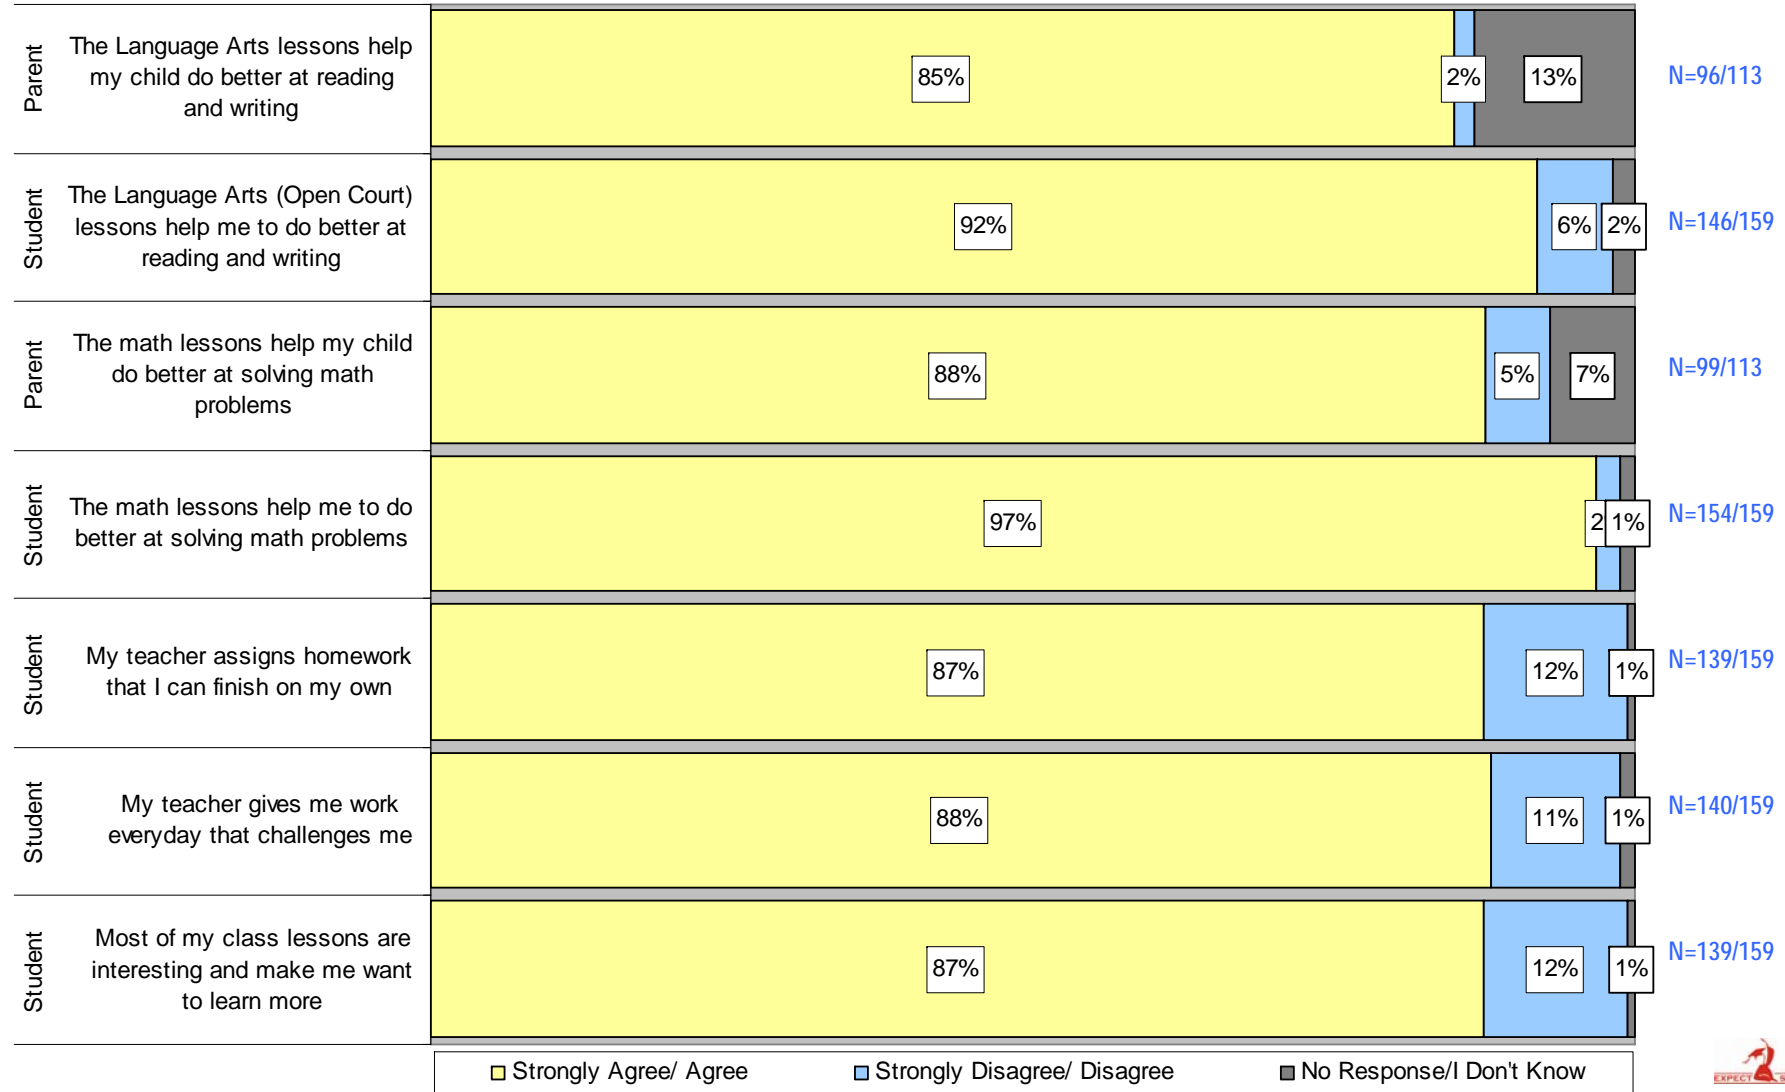 Parent
The Language Arts lessons help
my child do better at reading
and writing
85%
2%
13%
N=96/113
Student
The Language Arts (Open Court)
lessons help me to do better at
reading and writing
92%
6%
2%
N=146/159
Parent
The math lessons help my child
do better at solving math
problems
88%
5%
7%
N=99/113
Student
The math lessons help me to do
better at solving math problems
97%
2
1%
N=154/159
Student
My teacher assigns homework
that I can finish on my own
87%
12%
1%
N=139/159
Student
My teacher gives me work
everyday that challenges me
88%
11%
1%
N=140/159
Student
Most of my class lessons are
interesting and make me want
to learn more
87%
12%
1%
N=139/159
Strongly Agree/ Agree
Strongly Disagree/ Disagree
No Response/I Don't Know
EXPECT